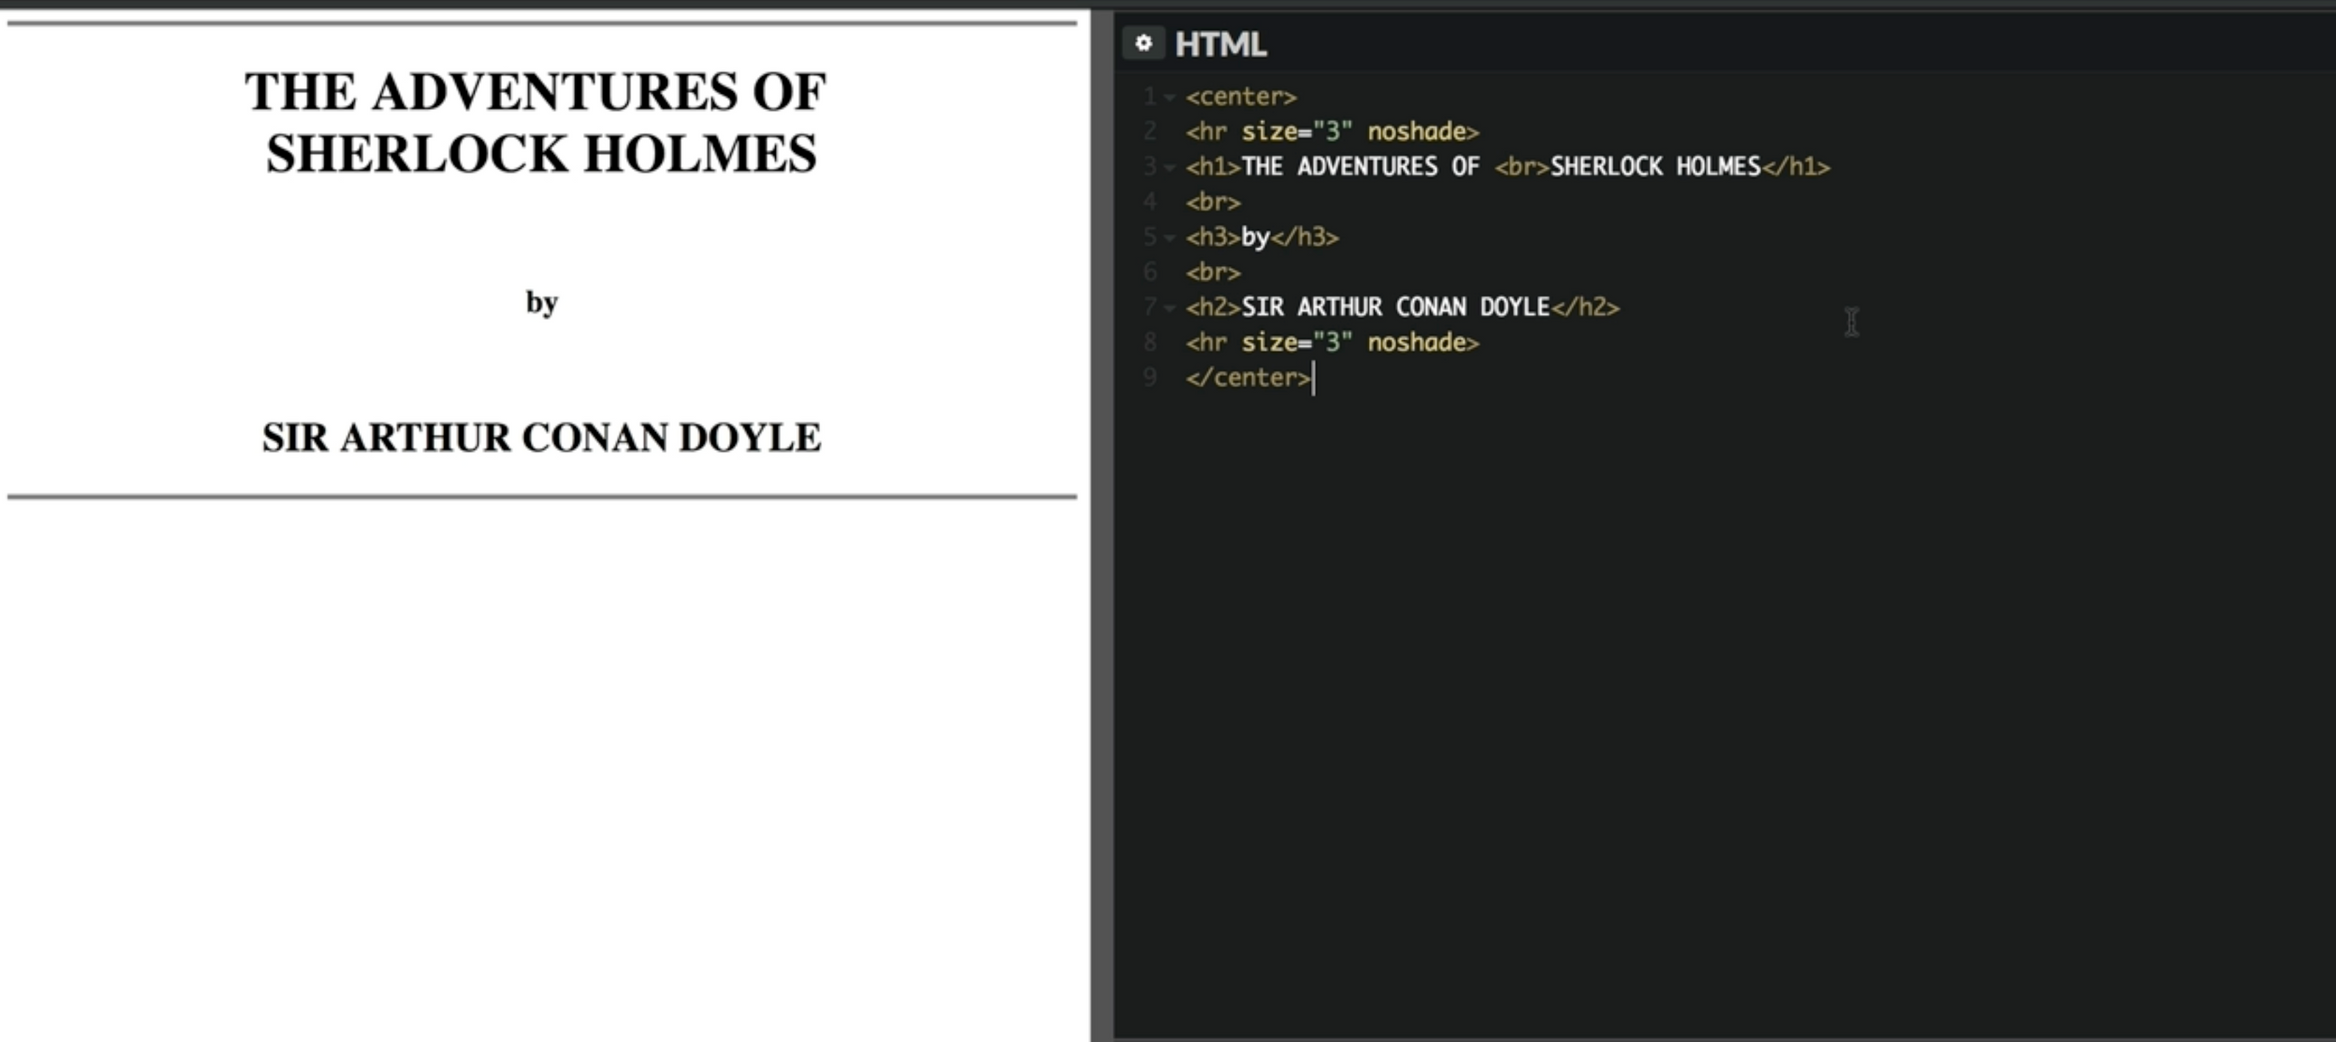 THE ADVENTURES OF
SHERLOCK HOLMES
by
SIR ARTHUR CONAN DOYLE
HTML
1 <center>
2 <hr size="3" noshade>
3 <h1>THE ADVENTURES OF <br>SHERLOCK HOLMES</h1>
4 <br>
5 <h3>by</h3>
6 <br>
7 <h2>SIR ARTHUR CONAN DOYLE</h2>
8 <hr size="3" noshade>
9 </center>